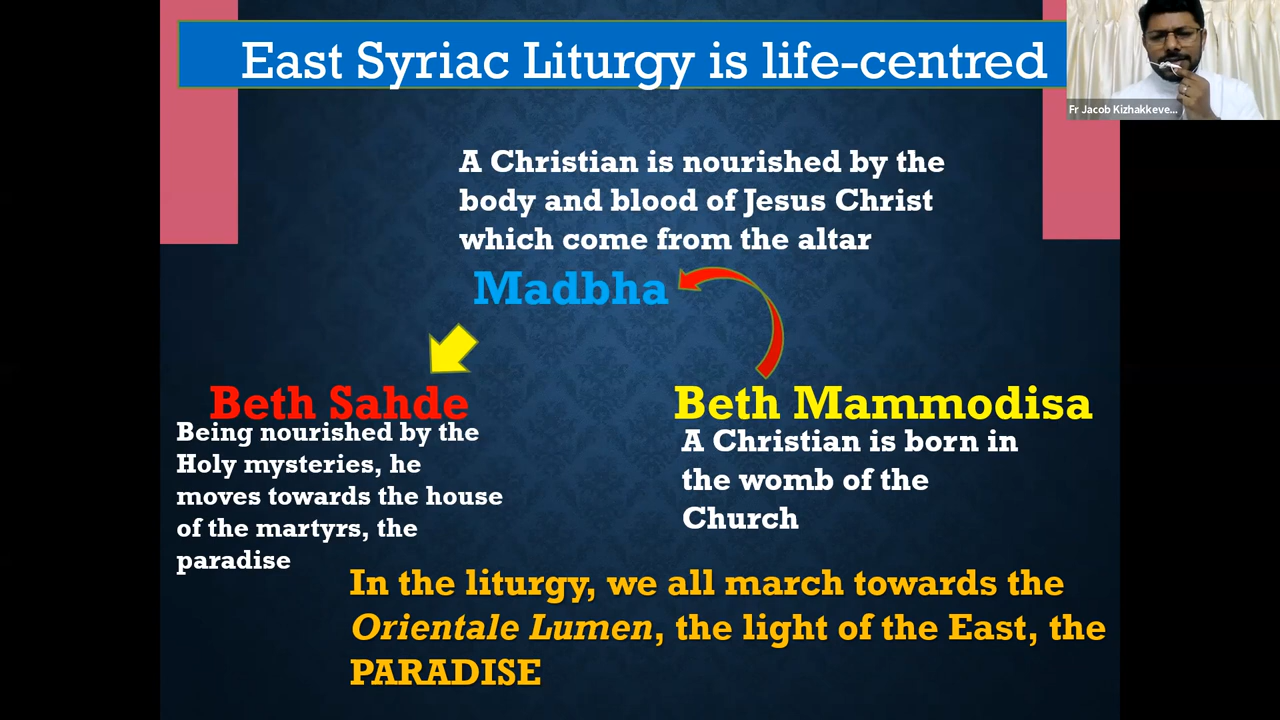 East Syriac Liturgy is life-centred
Fr Jacob Kizhakkeve...
A Christian is nourished by the
body and blood of Jesus Christ
which come from the altar
Madbha
Beth Sahde
Being nourished by the
Holy mysteries, he
moves towards the house
of the martyrs, the
paradise
Beth Mammodisa
A Christian is born in
the womb of the
Church
In the liturgy, we all march towards the
Orientale Lumen, the light of the East, the
PARADISE